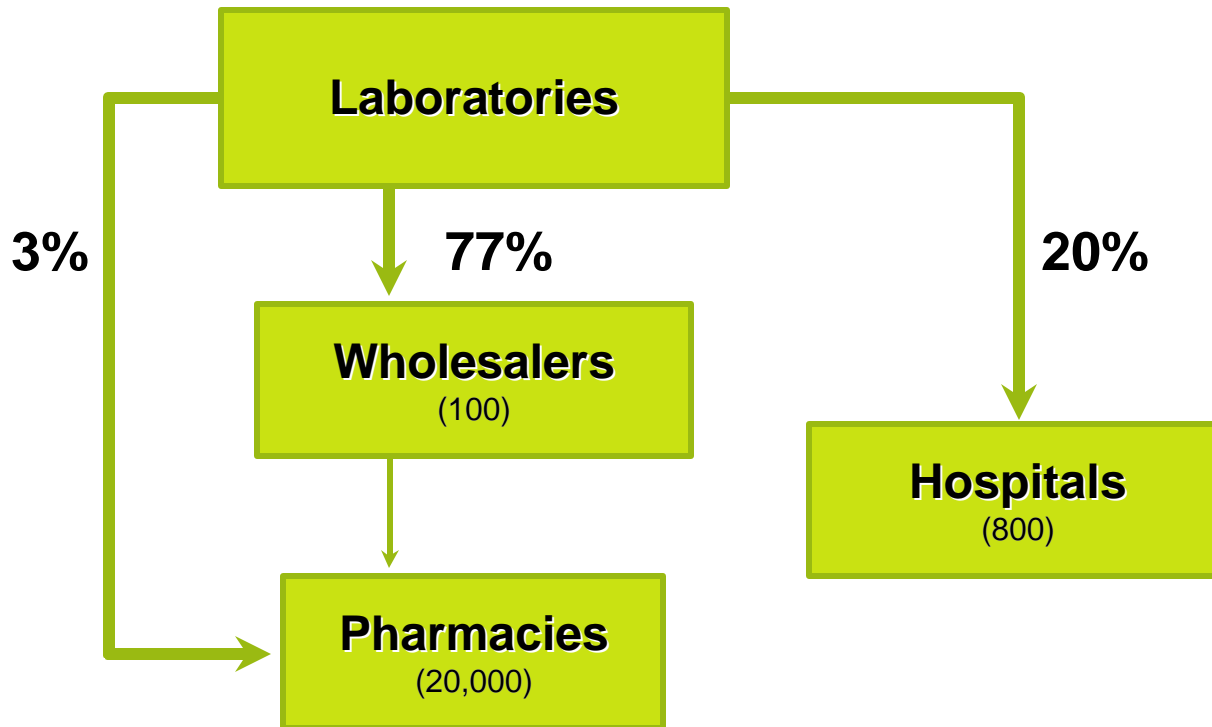 Laboratories
3%
77%
20%
Wholesalers
(100)
Hospitals
(800)
Pharmacies
(20,000)